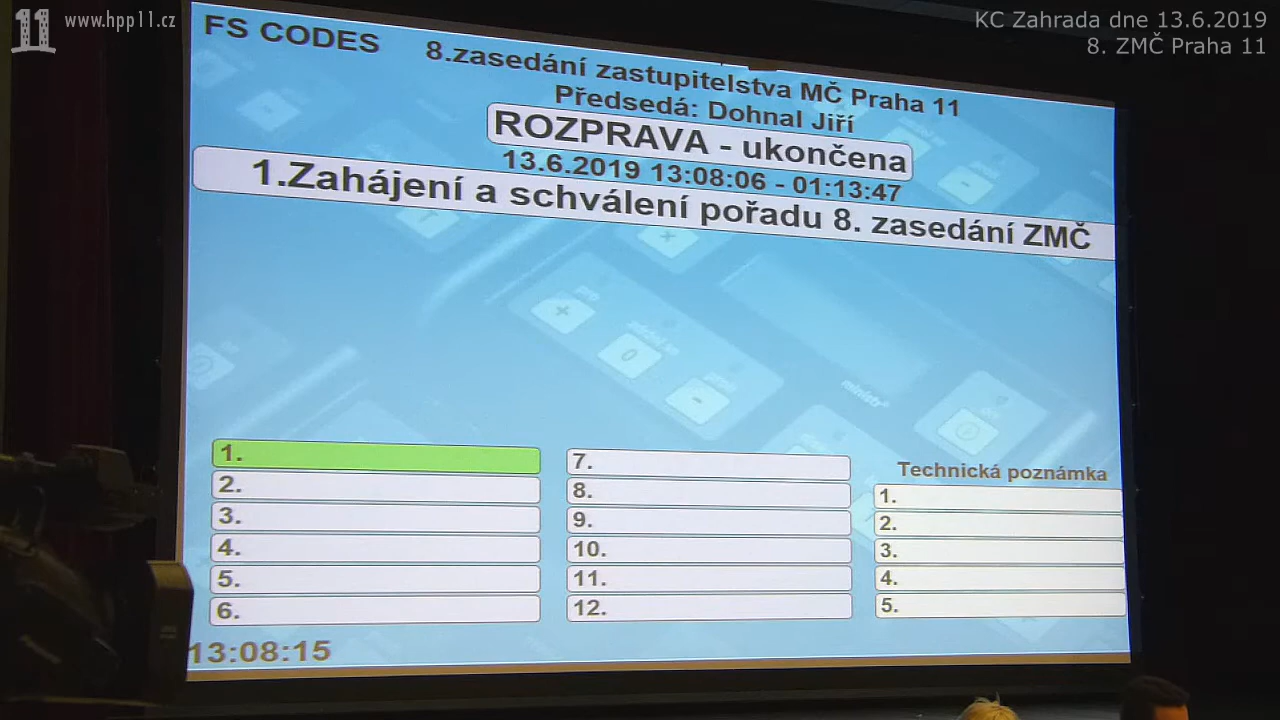 11 www.hpp11.cz
KC Zahrada dne 13.6.2019
8. ZMČ Praha 11
FS CODES
8.zasedání zastupitelstva MČ Praha 11
Předsedá: Dohnal Jiří
ROZPRAVA - ukončena
13.6.2019 13:08:06 - 01:13:47
1.Zahájení a schválení pořadu 8. zasedání ZMČ
1.
2.
3.
4.
5.
6.
7.
8.
9.
10.
11.
12.
Technická poznámka
1.
2.
3.
4.
5.
13:08:15